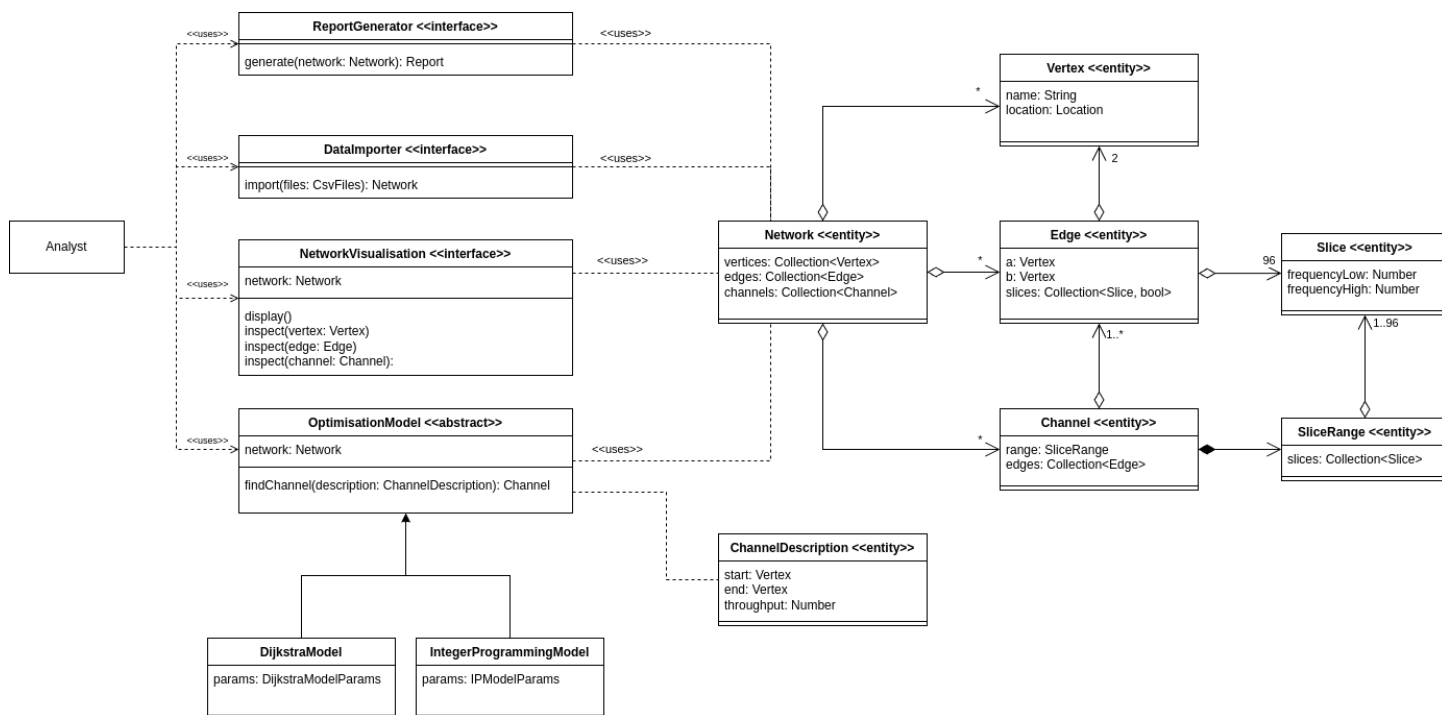 ReportGenerator <<interface>>
generate(network: Network): Report
<<uses>>
<<uses>>
DataImporter <<interface>>
import(files: CsvFiles): Network
<<uses>>
<<uses>>
Analyst
NetworkVisualisation <<interface>>
network: Network
display()
inspect(vertex: Vertex)
inspect(edge: Edge)
inspect(channel: Channel):
<<uses>>
<<uses>>
OptimisationModel <<abstract>>
network: Network
findChannel(description: ChannelDescription): Channel
<<uses>>
<<uses>>
DijkstraModel
params: DijkstraModelParams
IntegerProgrammingModel
params: IPModelParams
ChannelDescription <<entity>>
start: Vertex
end: Vertex
throughput: Number
Network <<entity>>
vertices: Collection<Vertex>
edges: Collection<Edge>
channels: Collection<Channel>
*
*
*
Vertex <<entity>>
name: String
location: Location
2
Edge <<entity>>
a: Vertex
b: Vertex
slices: Collection<Slice, bool>
1..*
Channel <<entity>>
range: SliceRange
edges: Collection<Edge>
96
Slice <<entity>>
frequencyLow: Number
frequencyHigh: Number
1..96
SliceRange <<entity>>
slices: Collection<Slice>